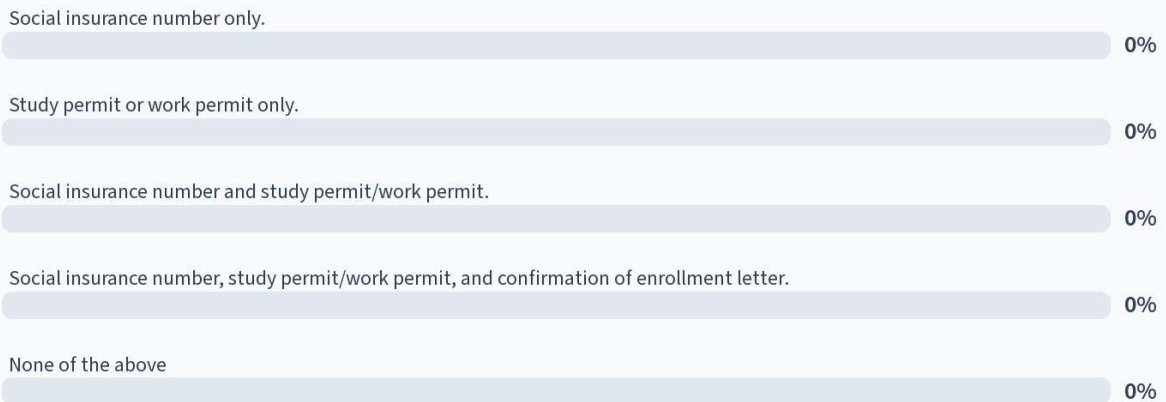 Social insurance number only.
0%
Study permit or work permit only.
0%
Social insurance number and study permit/work permit.
0%
Social insurance number, study permit/work permit, and confirmation of enrollment letter.
0%
None of the above
0%